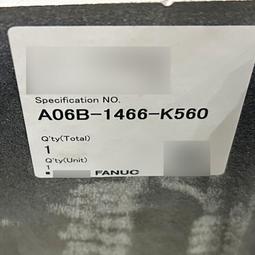 Specification NO.
A06B-1466-K560
Q'ty(Total)
1
Q'ty(Unit)
1
FANUC